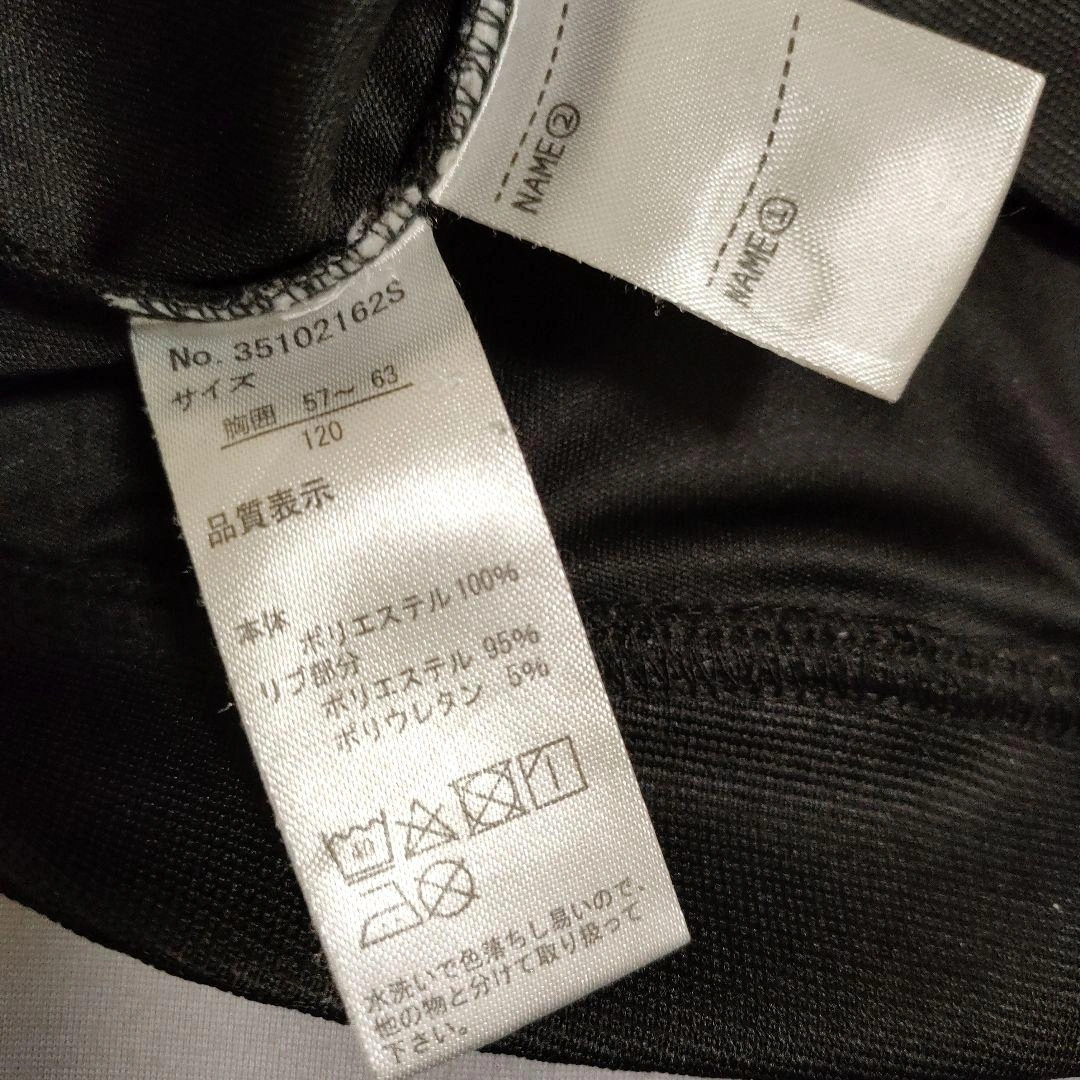 NAME②
NAME①
No. 35102162S
サイズ
胸囲 57～ 63
120
品質表示
本体
ポリエステル 100%
リブ部分
ポリエステル 95%
ポリウレタン 5%
40
水洗いで色落ちし易いので、
他の物と分けて取り扱って
下さい。